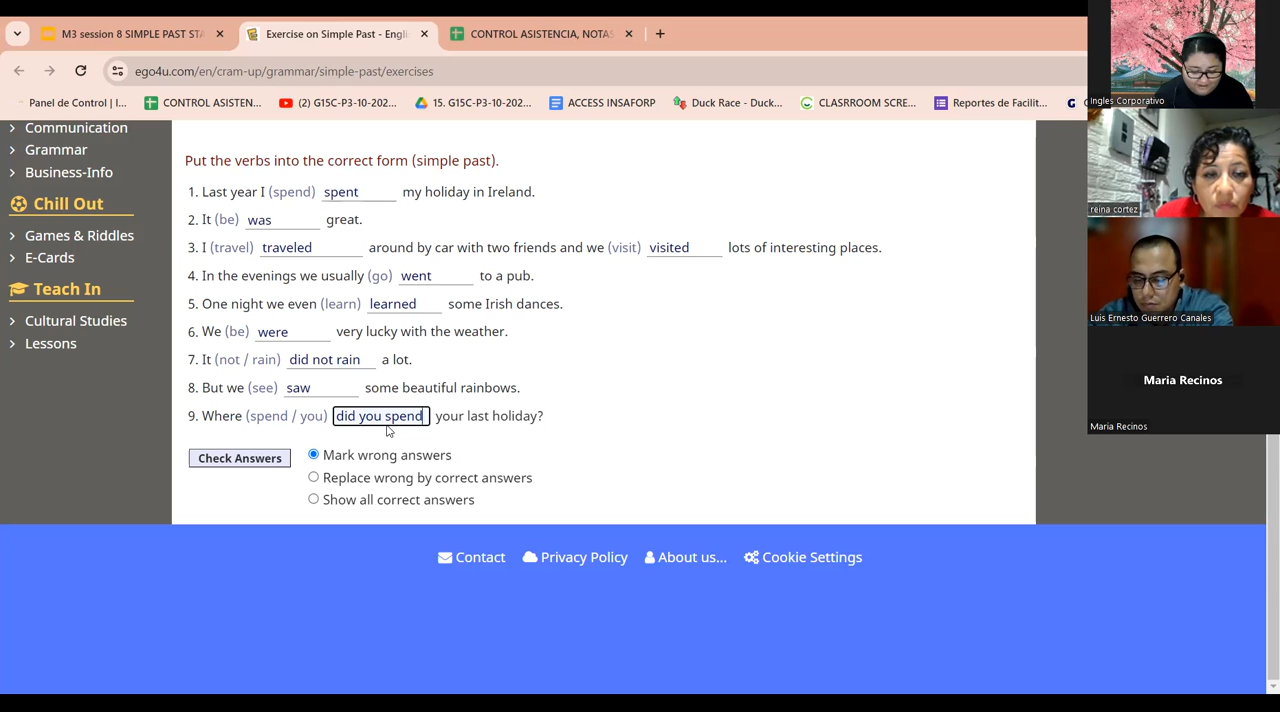 M3 session 8 SIMPLE PAST STA
Exercise on Simple Past - Engli
CONTROL ASISTENCIA, NOTAS
ego4u.com/en/cram-up/grammar/simple-past/exercises
Panel de Control | I...
CONTROL ASISTEN...
(2) G15C-P3-10-202...
15. G15C-P3-10-202...
ACCESS INSAFORP
Duck Race - Duck...
CLASRROOM SCRE...
Reportes de Facilit...
Communication
Grammar
Business-Info
Chill Out
Games & Riddles
E-Cards
Teach In
Cultural Studies
Lessons
Put the verbs into the correct form (simple past).
1. Last year I (spend) spent my holiday in Ireland.
2. It (be) was great.
3. I (travel) traveled around by car with two friends and we (visit) visited lots of interesting places.
4. In the evenings we usually (go) went to a pub.
5. One night we even (learn) learned some Irish dances.
6. We (be) were very lucky with the weather.
7. It (not / rain) did not rain a lot.
8. But we (see) saw some beautiful rainbows.
9. Where (spend / you) did you spend your last holiday?
Check Answers
Mark wrong answers
Replace wrong by correct answers
Show all correct answers
Contact
Privacy Policy
About us...
Cookie Settings
Ingles Corporativo
reina cortez
Luis Ernesto Guerrero Canales
Maria Recinos
Maria Recinos